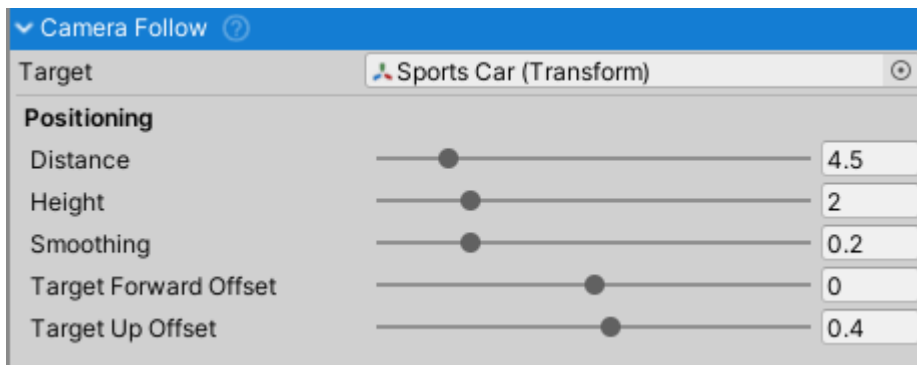 Camera Follow ?
Target Sports Car (Transform)
Positioning
Distance 4.5
Height 2
Smoothing 0.2
Target Forward Offset 0
Target Up Offset 0.4